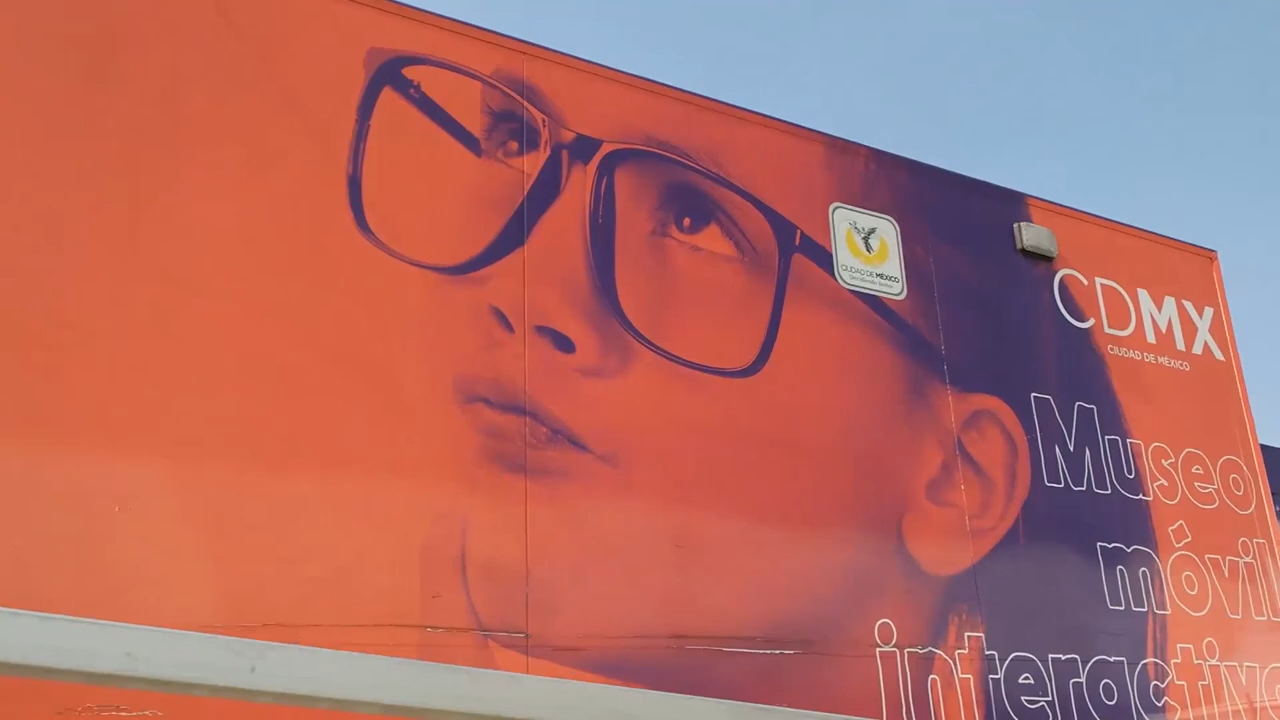 CIUDAD DE MÉXICO
CDMX
CIUDAD DE MÉXICO
Museo
móvil
interactivo